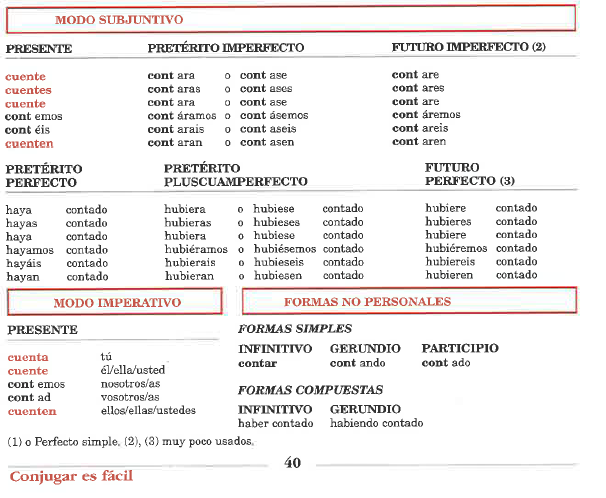 MODO SUBJUNTIVO
PRESENTE PRETÉRITO IMPERFECTO FUTURO IMPERFECTO (2)
cuente cont ara o cont ase cont are
cuentes cont aras o cont ases cont ares
cuente cont ara o cont ase cont are
cont emos cont áramos o cont ásemos cont áremos
cont éis cont arais o cont aseis cont areis
cuenten cont aran o cont asen cont aren
PRETÉRITO PRETÉRITO FUTURO
PERFECTO PLUSCUAMPERFECTO PERFECTO (3)
haya contado hubiera o hubiese contado hubiere contado
hayas contado hubieras o hubieses contado hubieres contado
haya contado hubiera o hubiese contado hubiere contado
hayamos contado hubiéramos o hubiésemos contado hubiéremos contado
hayáis contado hubierais o hubieseis contado hubiereis contado
hayan contado hubieran o hubiesen contado hubieren contado
MODO IMPERATIVO FORMAS NO PERSONALES
PRESENTE
cuenta tú
cuente él/ella/usted
cont emos nosotros/as
cont ad vosotros/as
cuenten ellos/ellas/ustedes
FORMAS SIMPLES
INFINITIVO GERUNDIO PARTICIPIO
contar cont ando cont ado
FORMAS COMPUESTAS
INFINITIVO GERUNDIO
haber contado habiendo contado
(1) o Perfecto simple, (2), (3) muy poco usados.
40
Conjugar es fácil